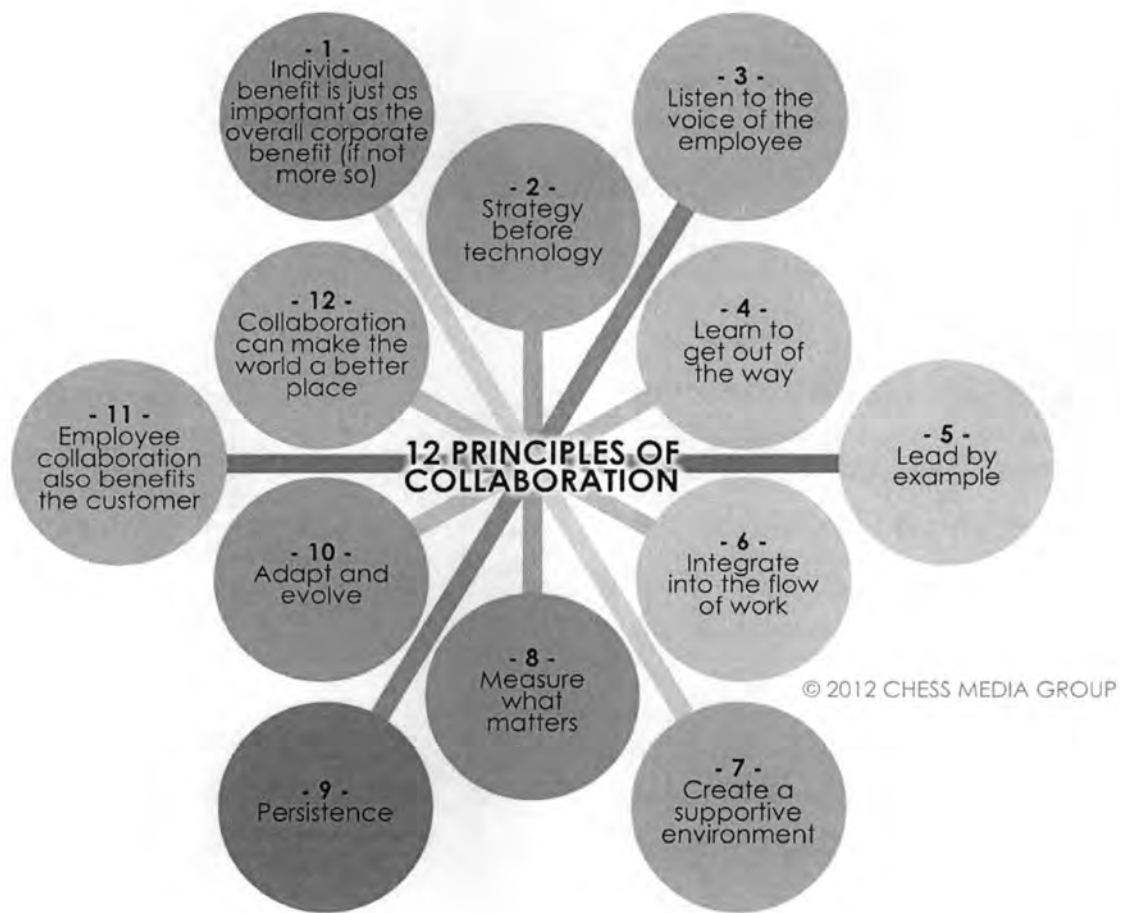 - 1 -
Individual
benefit is just as
important as the
overall corporate
benefit (if not
more so)
- 2 -
Strategy
before
technology
- 3 -
Listen to the
voice of the
employee
- 4 -
Learn to
get out of
the way
- 5 -
Lead by
example
- 6 -
Integrate
into the flow
of work
- 7 -
Create a
supportive
environment
- 8 -
Measure
what
matters
- 9 -
Persistence
- 10 -
Adapt and
evolve
- 11 -
Employee
collaboration
also benefits
the customer
- 12 -
Collaboration
can make the
world a better
place
12 PRINCIPLES OF
COLLABORATION
© 2012 CHESS MEDIA GROUP